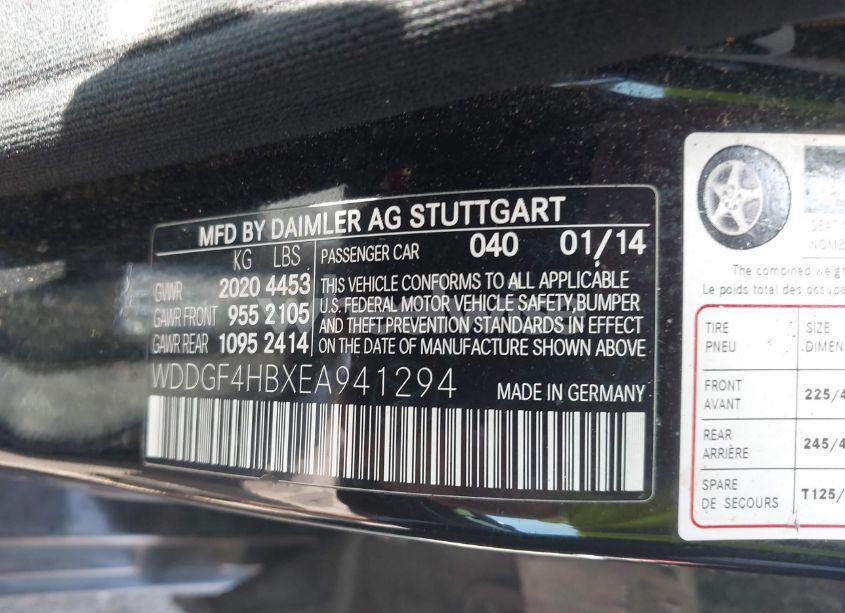 MFD BY DAIMLER AG STUTTGART
KG LBS
GVWR 2020 4453
GAWR FRONT 955 2105
GAWR REAR 1095 2414
PASSENGER CAR 040 01/14
THIS VEHICLE CONFORMS TO ALL APPLICABLE
U.S. FEDERAL MOTOR VEHICLE SAFETY,BUMPER
AND THEFT PREVENTION STANDARDS IN EFFECT
ON THE DATE OF MANUFACTURE SHOWN ABOVE
WDDGF4HBXEA941294 MADE IN GERMANY
The combined weigh
Le poids total des occupa
TIRE SIZE
PNEU DIMEN
FRONT
AVANT 225/4
REAR
ARRIÈRE 245/4
SPARE
DE SECOURS T125/